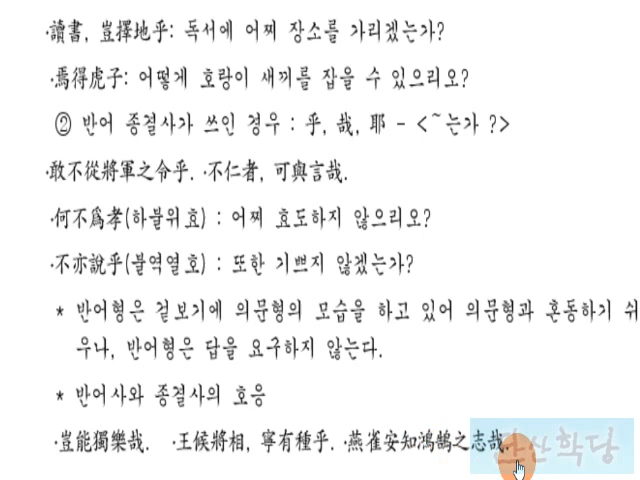 ·讀書, 豈擇地乎: 독서에 어찌 장소를 가리겠는가?
·焉得虎子: 어떻게 호랑이 새끼를 잡을 수 있으리오?
② 반어 종결사가 쓰인 경우 : 乎, 哉, 耶 - <~는가 ?>
·敢不從將軍之令乎. ·不仁者, 可與言哉.
·何不爲孝(하불위효) : 어찌 효도하지 않으리오?
·不亦說乎(불역열호) : 또한 기쁘지 않겠는가?
* 반어형은 겉보기에 의문형의 모습을 하고 있어 의문형과 혼동하기 쉬
우나, 반어형은 답을 요구하지 않는다.
* 반어사와 종결사의 호응
·豈能獨樂哉. ·王侯將相, 寧有種乎. ·燕雀安知鴻鵠之志哉.
학당